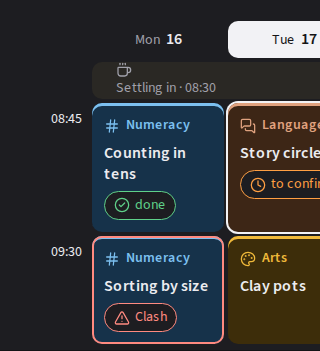 Mon 16
Tue 17
Settling in · 08:30
08:45
Numeracy
Counting in
tens
done
Language
Story circle
to confir
09:30
Numeracy
Sorting by size
Clash
Arts
Clay pots